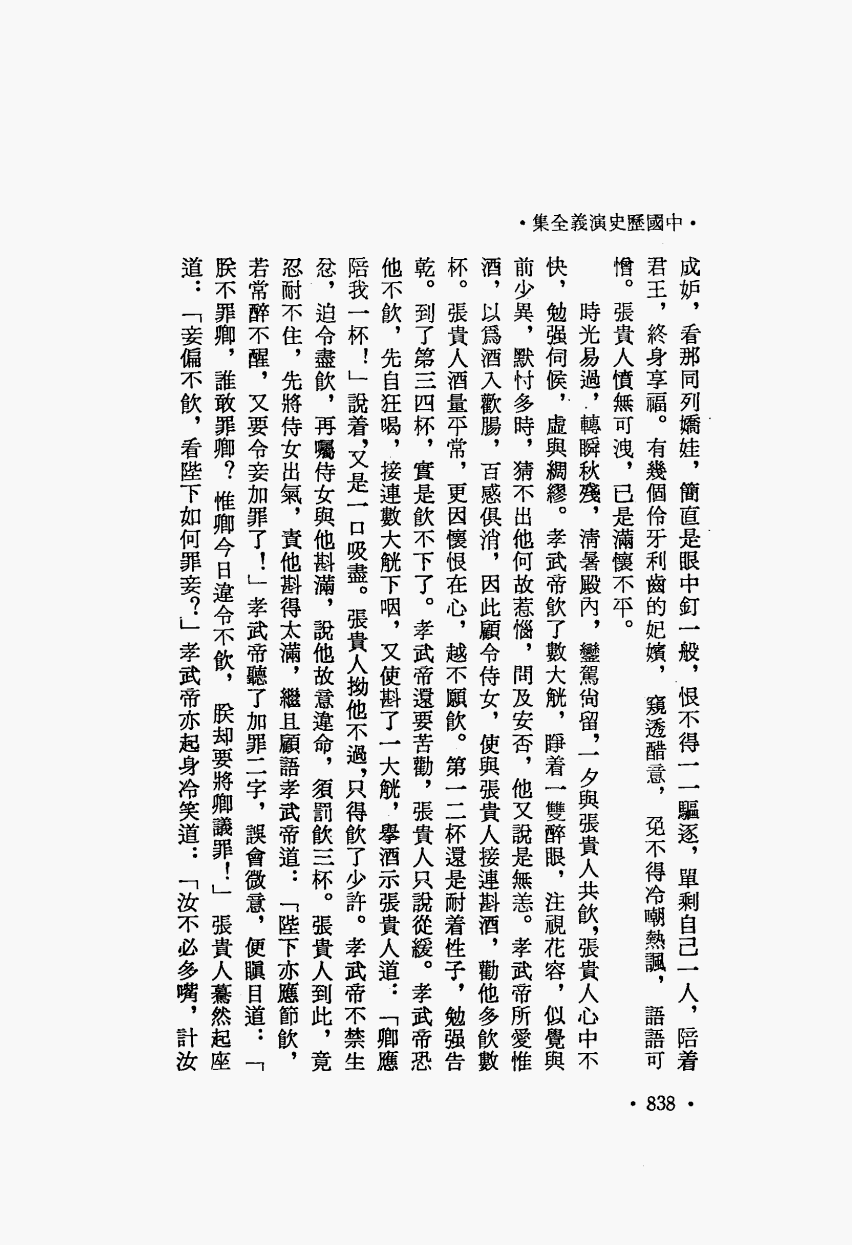 •中國歷史演義全集•
成妒，看那同列嬌娃，簡直是眼中釘一般，恨不得一一驅逐，單剩自己一人，陪着
君王，終身享福。有幾個伶牙利齒的妃嬪，窺透醋意，免不得冷嘲熱諷，語語可
憎。張貴人憤無可洩，已是滿懷不平。
時光易過，轉瞬秋殘，清暑殿內，鑾駕尙留，一夕與張貴人共飲，張貴人心中不
快，勉强伺候，虛與綢繆。孝武帝飲了數大觥，睜着一雙醉眼，注視花容，似覺與
前少異，默忖多時，猜不出他何故惹惱，問及安否，他又說是無恙。孝武帝所愛惟
酒，以爲酒入歡腸，百感俱消，因此顧令侍女，使與張貴人接連斟酒，勸他多飲數
杯。張貴人酒量平常，更因懷恨在心，越不願飲。第一二杯還是耐着性子，勉强告
乾。到了第三四杯，實是飲不下了。孝武帝還要苦勸，張貴人只說從緩。孝武帝恐
他不飲，先自狂喝，接連數大觥下咽，又使斟了一大觥，舉酒示張貴人道：「卿應
陪我一杯！」說着，又是一口吸盡。張貴人拗他不過，只得飲了少許。孝武帝不禁生
忿，迫令盡飲，再囑侍女與他斟滿，說他故意違命，須罰飲三杯。張貴人到此，竟
忍耐不住，先將侍女出氣，責他斟得太滿，繼且顧語孝武帝道：「陛下亦應節飲，
若常醉不醒，又要令妾加罪了！」孝武帝聽了加罪二字，誤會微意，便瞋目道：「
朕不罪卿，誰敢罪卿？惟卿今日違令不飲，朕却要將卿議罪！」張貴人驀然起座
道：「妾偏不飲，看陛下如何罪妾？」孝武帝亦起身冷笑道：「汝不必多嘴，計汝
•838•